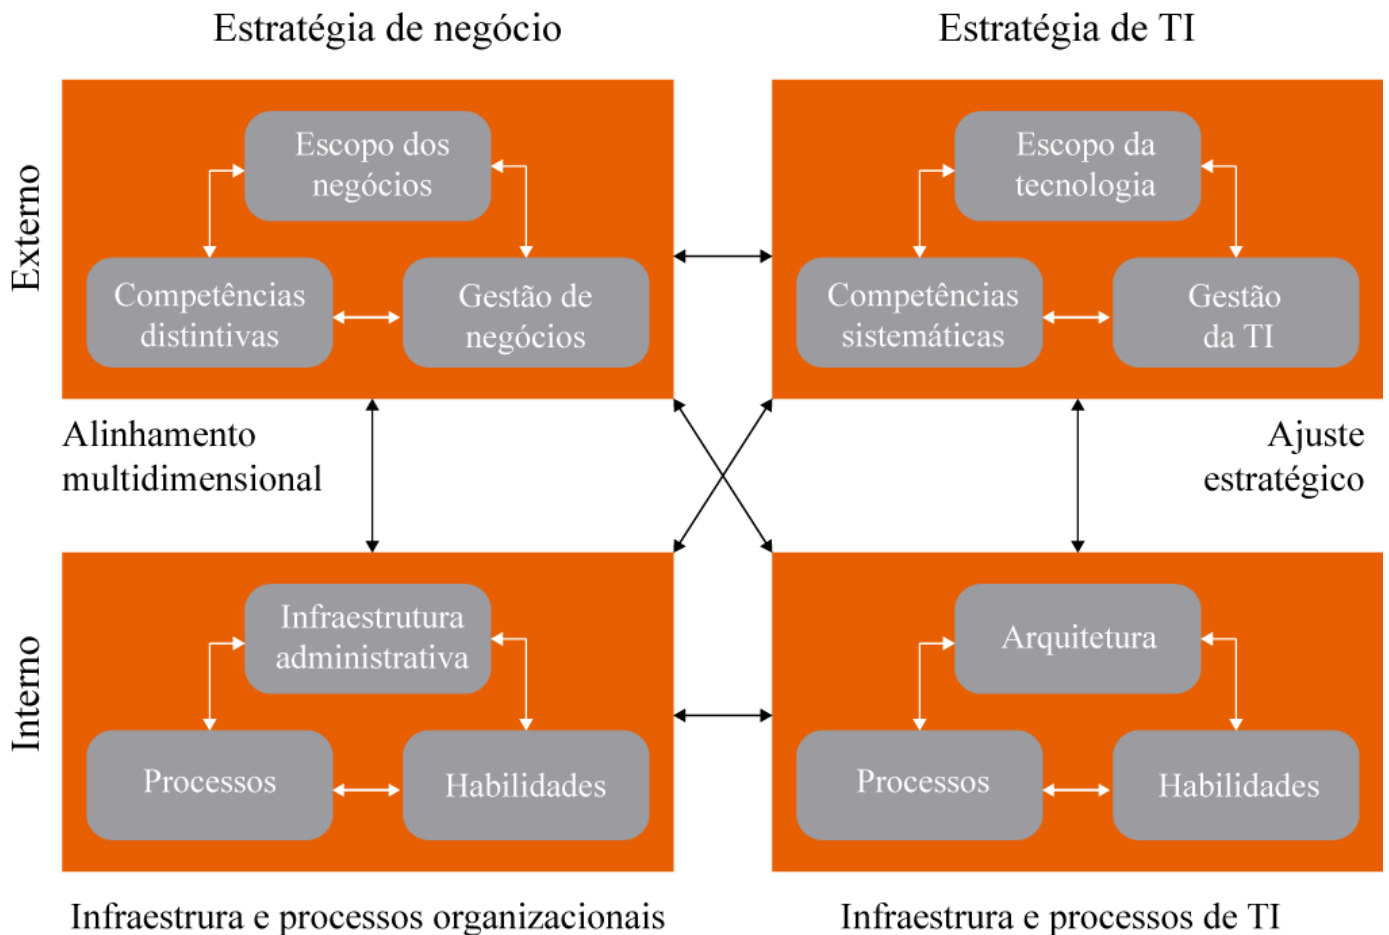 Estratégia de negócio
Estratégia de TI
Externo
Escopo dos
negócios
Competências
distintivas
Gestão de
negócios
Escopo da
tecnologia
Competências
sistemáticas
Gestão
da TI
Alinhamento
multidimensional
Ajuste
estratégico
Interno
Infraestrutura
administrativa
Processos
Habilidades
Arquitetura
Processos
Habilidades
Infraestrura e processos organizacionais
Infraestrura e processos de TI